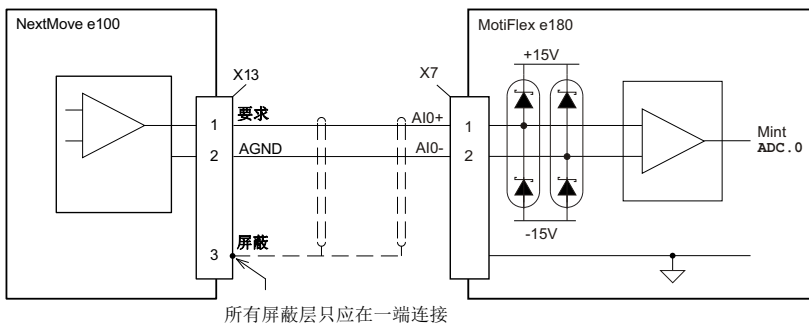 NextMove e100
MotiFlex e180
X13
X7
+15V
1
要求
AI0+
1
2
AGND
AI0-
2
Mint
ADC.0
3
屏蔽
-15V
所有屏蔽层只应在一端连接